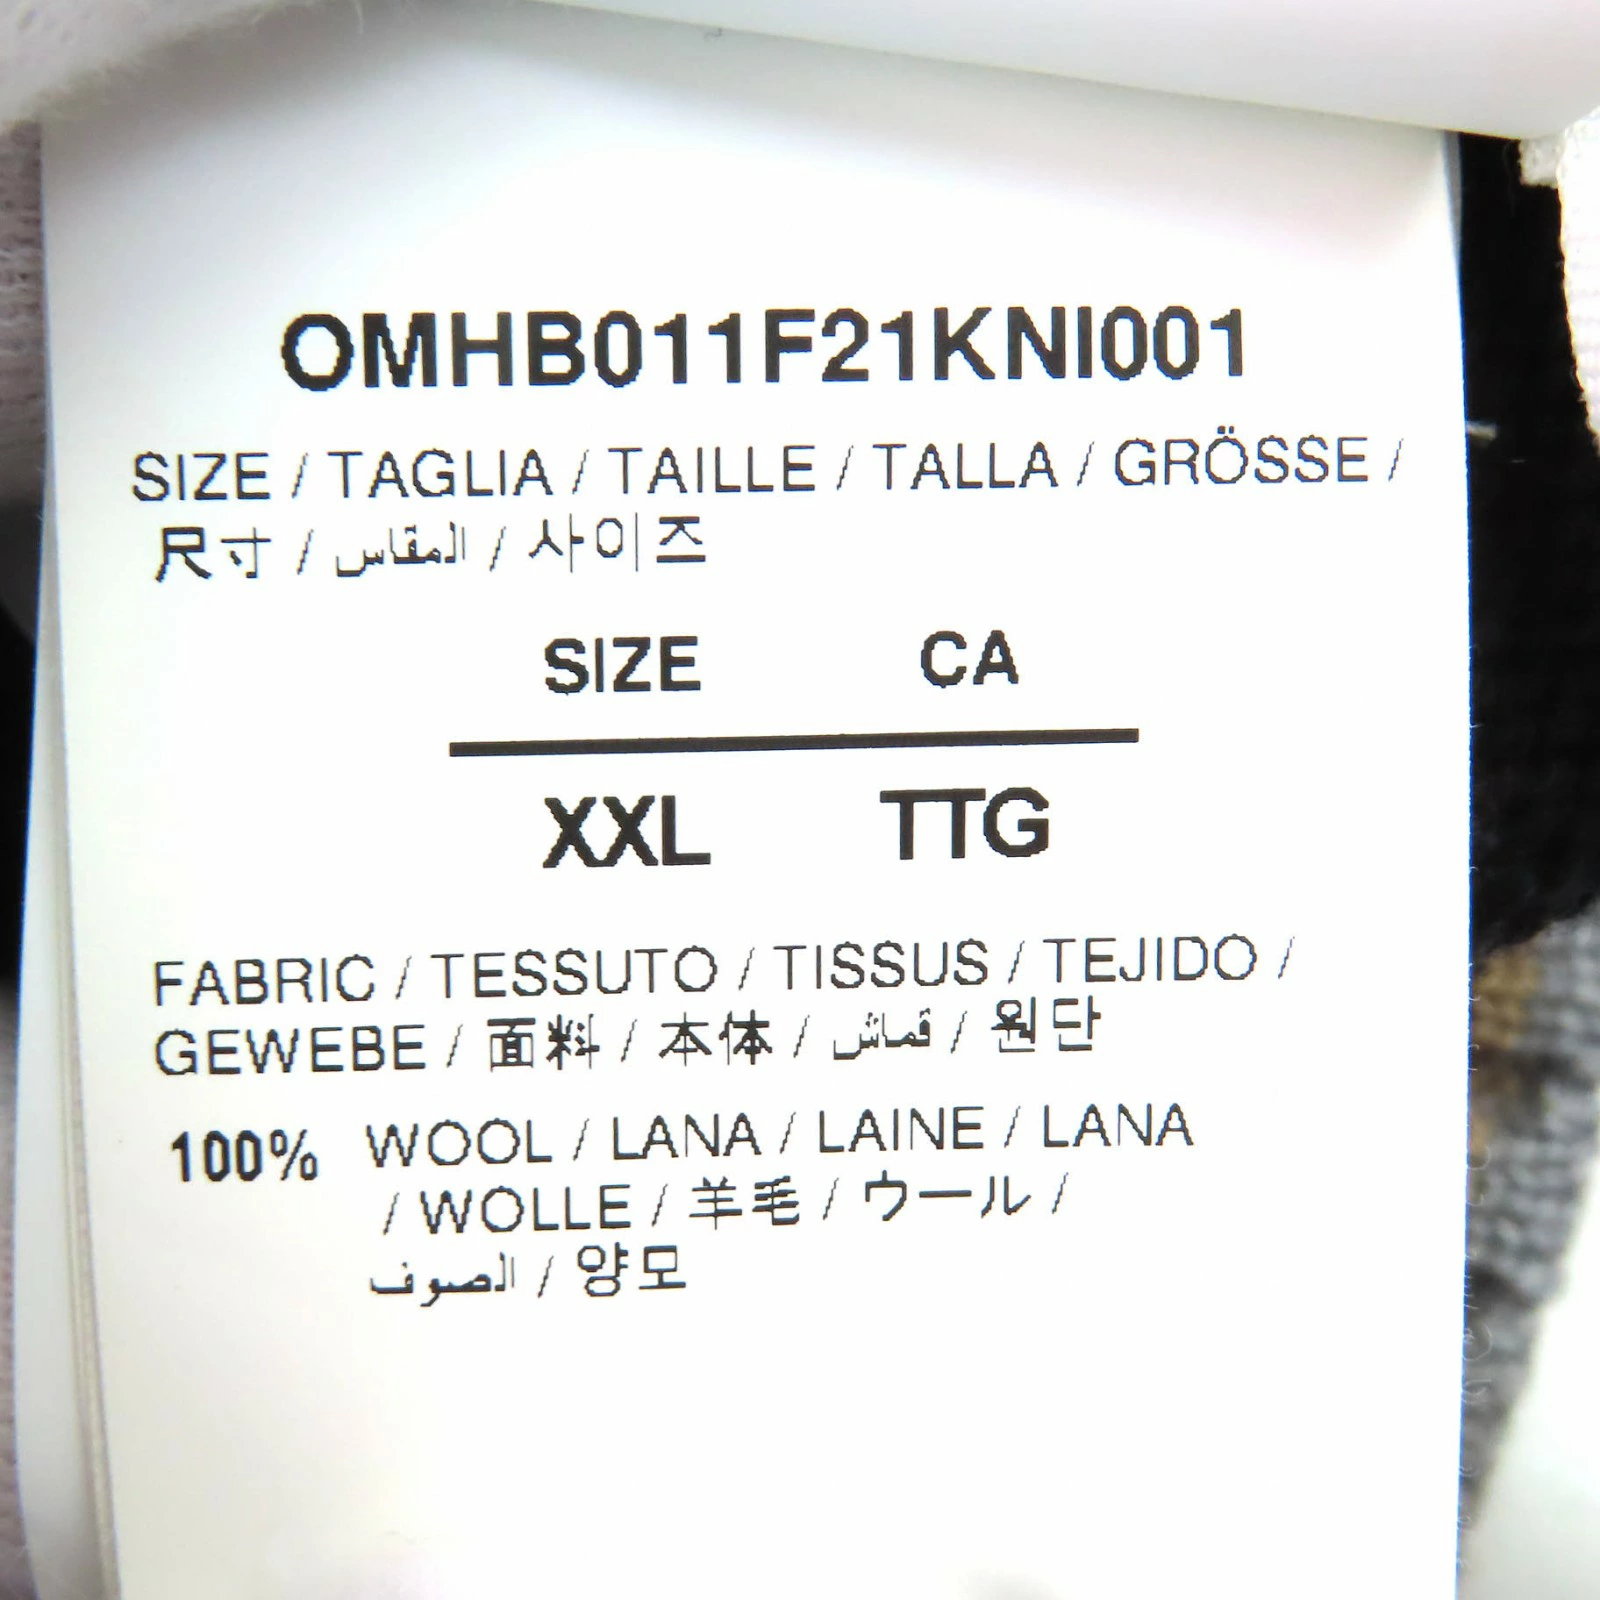 OMHB011F21KNI001
SIZE / TAGLIA / TAILLE / TALLA / GRÖSSE /
尺寸 / المقاس / 사이즈
SIZE CA
XXL TTG
FABRIC / TESSUTO / TISSUS / TEJIDO /
GEWEBE / 面料 / 本体 / قماش / 원단
100% WOOL / LANA / LAINE / LANA
/ WOLLE / 羊毛 / ウール /
الصوف / 양모